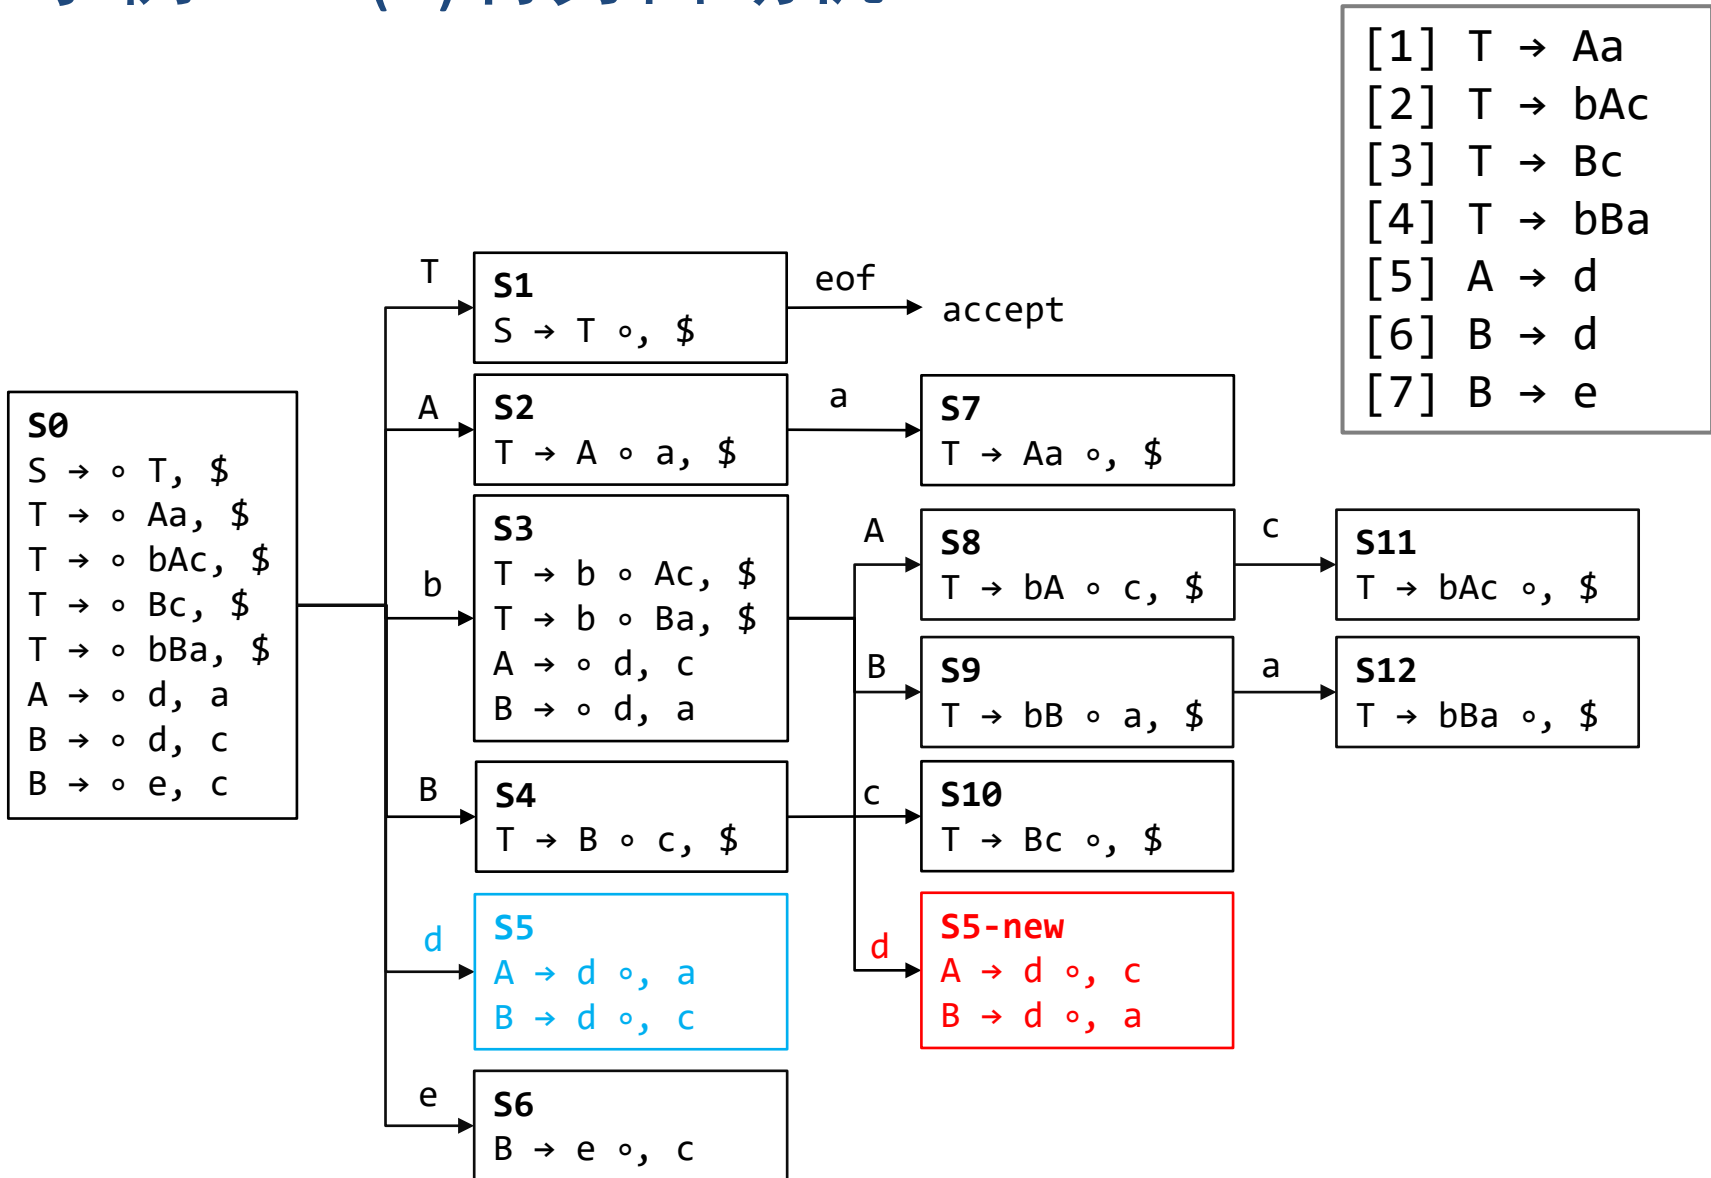 [1] T → Aa
[2] T → bAc
[3] T → Bc
[4] T → bBa
[5] A → d
[6] B → d
[7] B → e
S0
S → ∘ T, $
T → ∘ Aa, $
T → ∘ bAc, $
T → ∘ Bc, $
T → ∘ bBa, $
A → ∘ d, a
B → ∘ d, c
B → ∘ e, c
T
S1
S → T ∘, $
eof
accept
A
S2
T → A ∘ a, $
a
S7
T → Aa ∘, $
b
S3
T → b ∘ Ac, $
T → b ∘ Ba, $
A → ∘ d, c
B → ∘ d, a
A
S8
T → bA ∘ c, $
c
S11
T → bAc ∘, $
B
S9
T → bB ∘ a, $
a
S12
T → bBa ∘, $
B
S4
T → B ∘ c, $
c
S10
T → Bc ∘, $
d
S5
A → d ∘, a
B → d ∘, c
d
S5-new
A → d ∘, c
B → d ∘, a
e
S6
B → e ∘, c